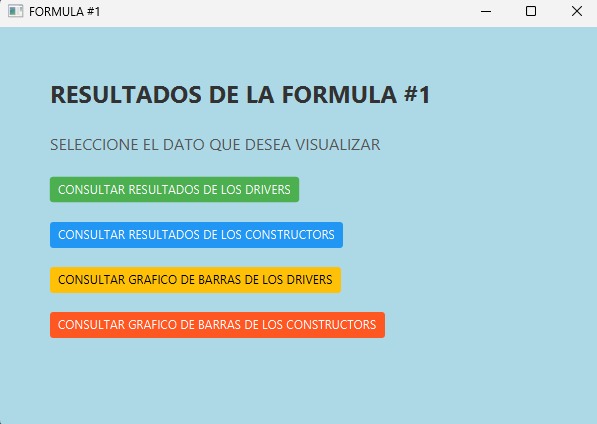 FORMULA #1
RESULTADOS DE LA FORMULA #1
SELECCIONE EL DATO QUE DESEA VISUALIZAR
CONSULTAR RESULTADOS DE LOS DRIVERS
CONSULTAR RESULTADOS DE LOS CONSTRUCTORS
CONSULTAR GRAFICO DE BARRAS DE LOS DRIVERS
CONSULTAR GRAFICO DE BARRAS DE LOS CONSTRUCTORS